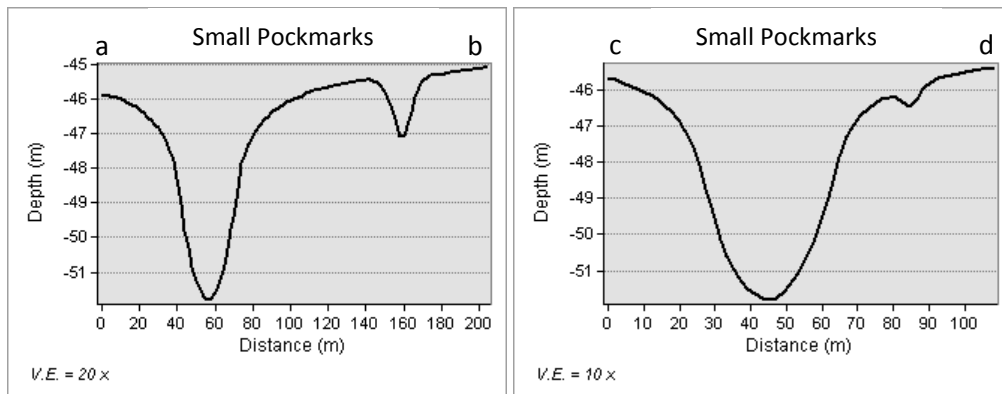 a Small Pockmarks b
-45
-46
-47
-48
-49
-50
-51
Depth (m)
0 20 40 60 80 100 120 140 160 180 200
Distance (m)
V.E. = 20 x
c Small Pockmarks d
-46
-47
-48
-49
-50
-51
Depth (m)
0 10 20 30 40 50 60 70 80 90 100
Distance (m)
V.E. = 10 x